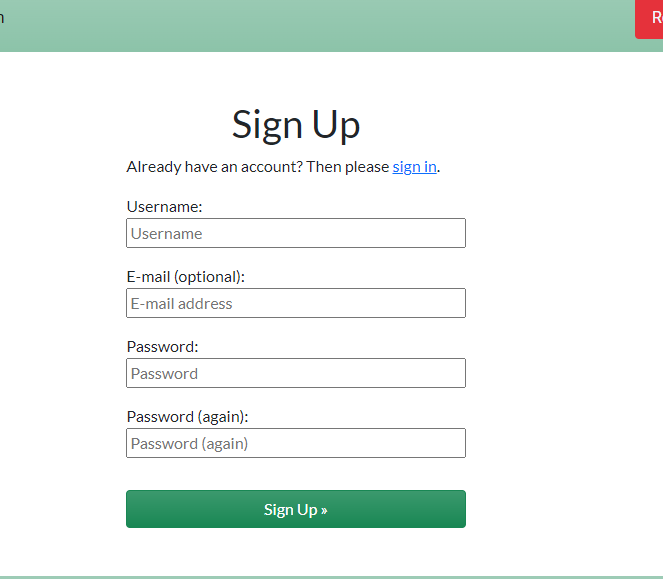 Sign Up
Already have an account? Then please sign in.
Username:
Username
E-mail (optional):
E-mail address
Password:
Password
Password (again):
Password (again)
Sign Up »